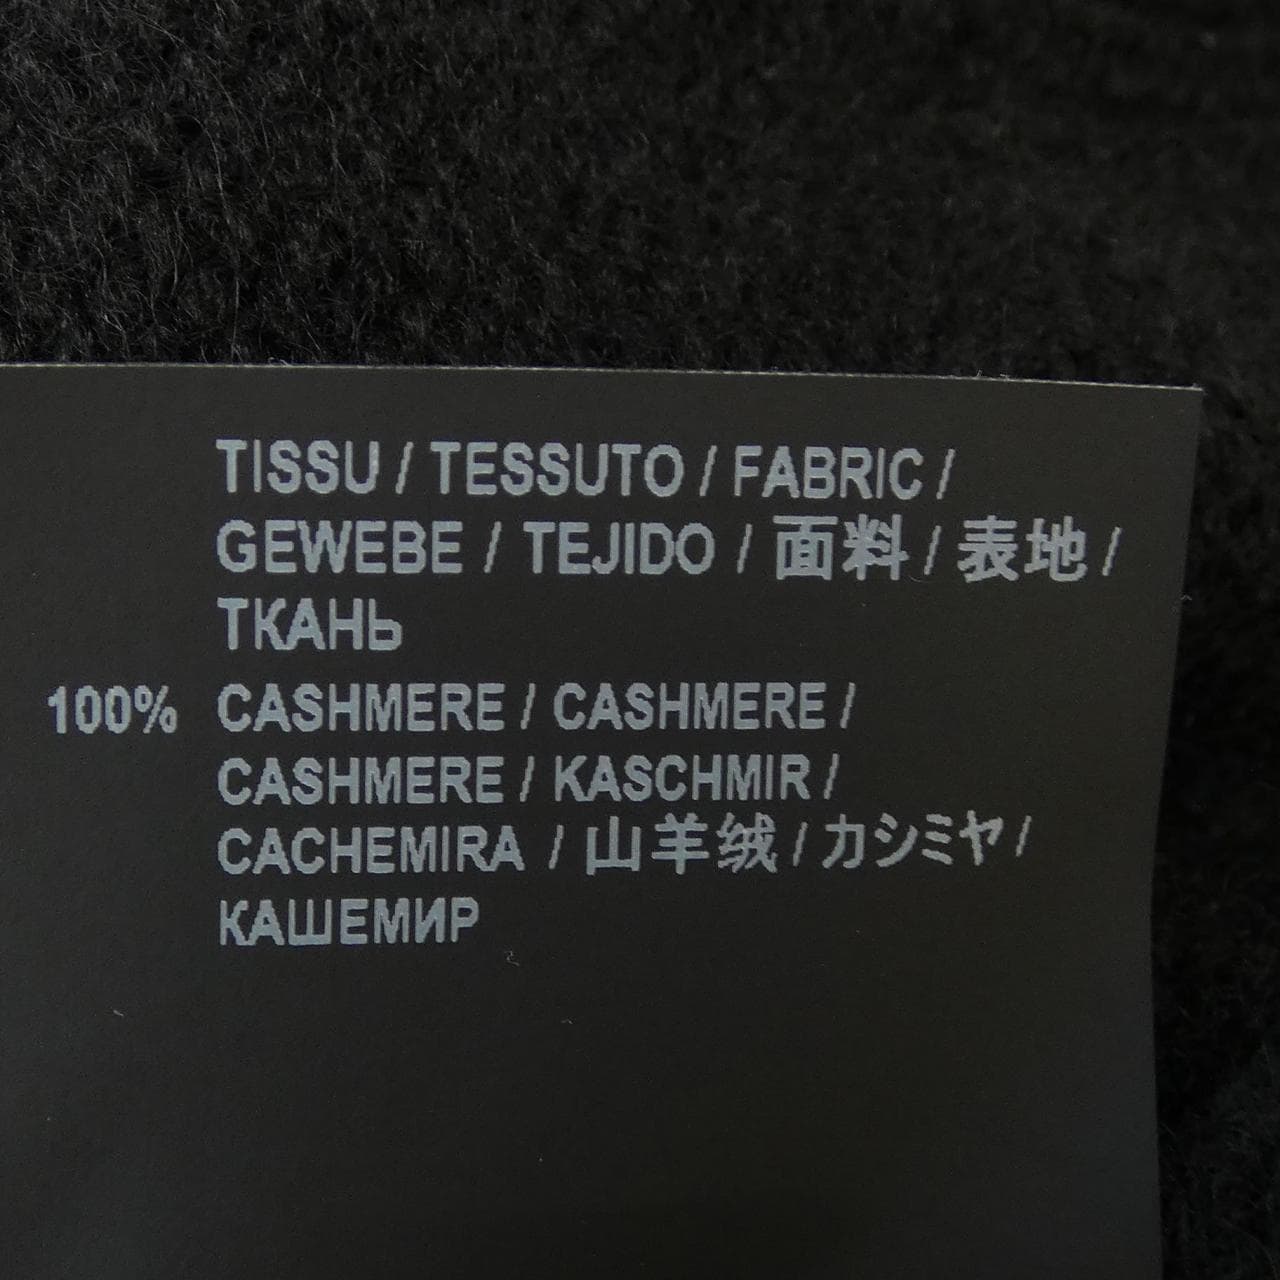 TISSU / TESSUTO / FABRIC /
GEWEBE / TEJIDO / 面料 / 表地 /
ТКАНЬ
100% CASHMERE / CASHMERE /
CASHMERE / KASCHMIR /
CACHEMIRA / 山羊绒 / カシミヤ /
КАШЕМИР